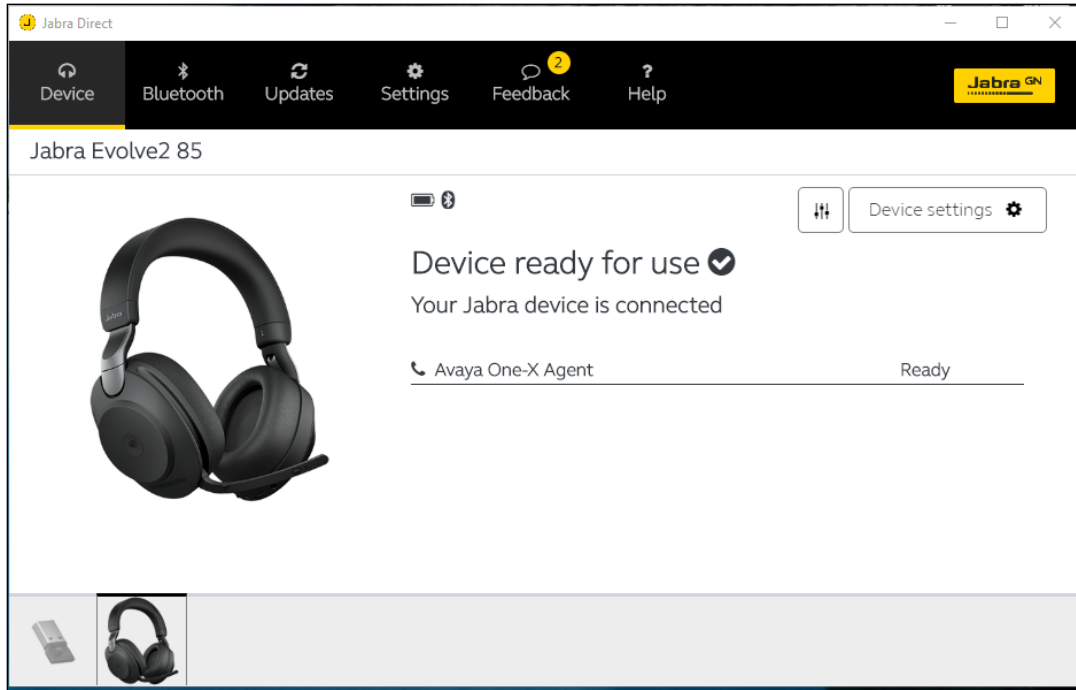 Jabra Direct
Device
Bluetooth
Updates
Settings
2
Feedback
?
Help
Jabra GN
Jabra Evolve2 85
Device settings
Device ready for use
Your Jabra device is connected
Avaya One-X Agent Ready
Jabra